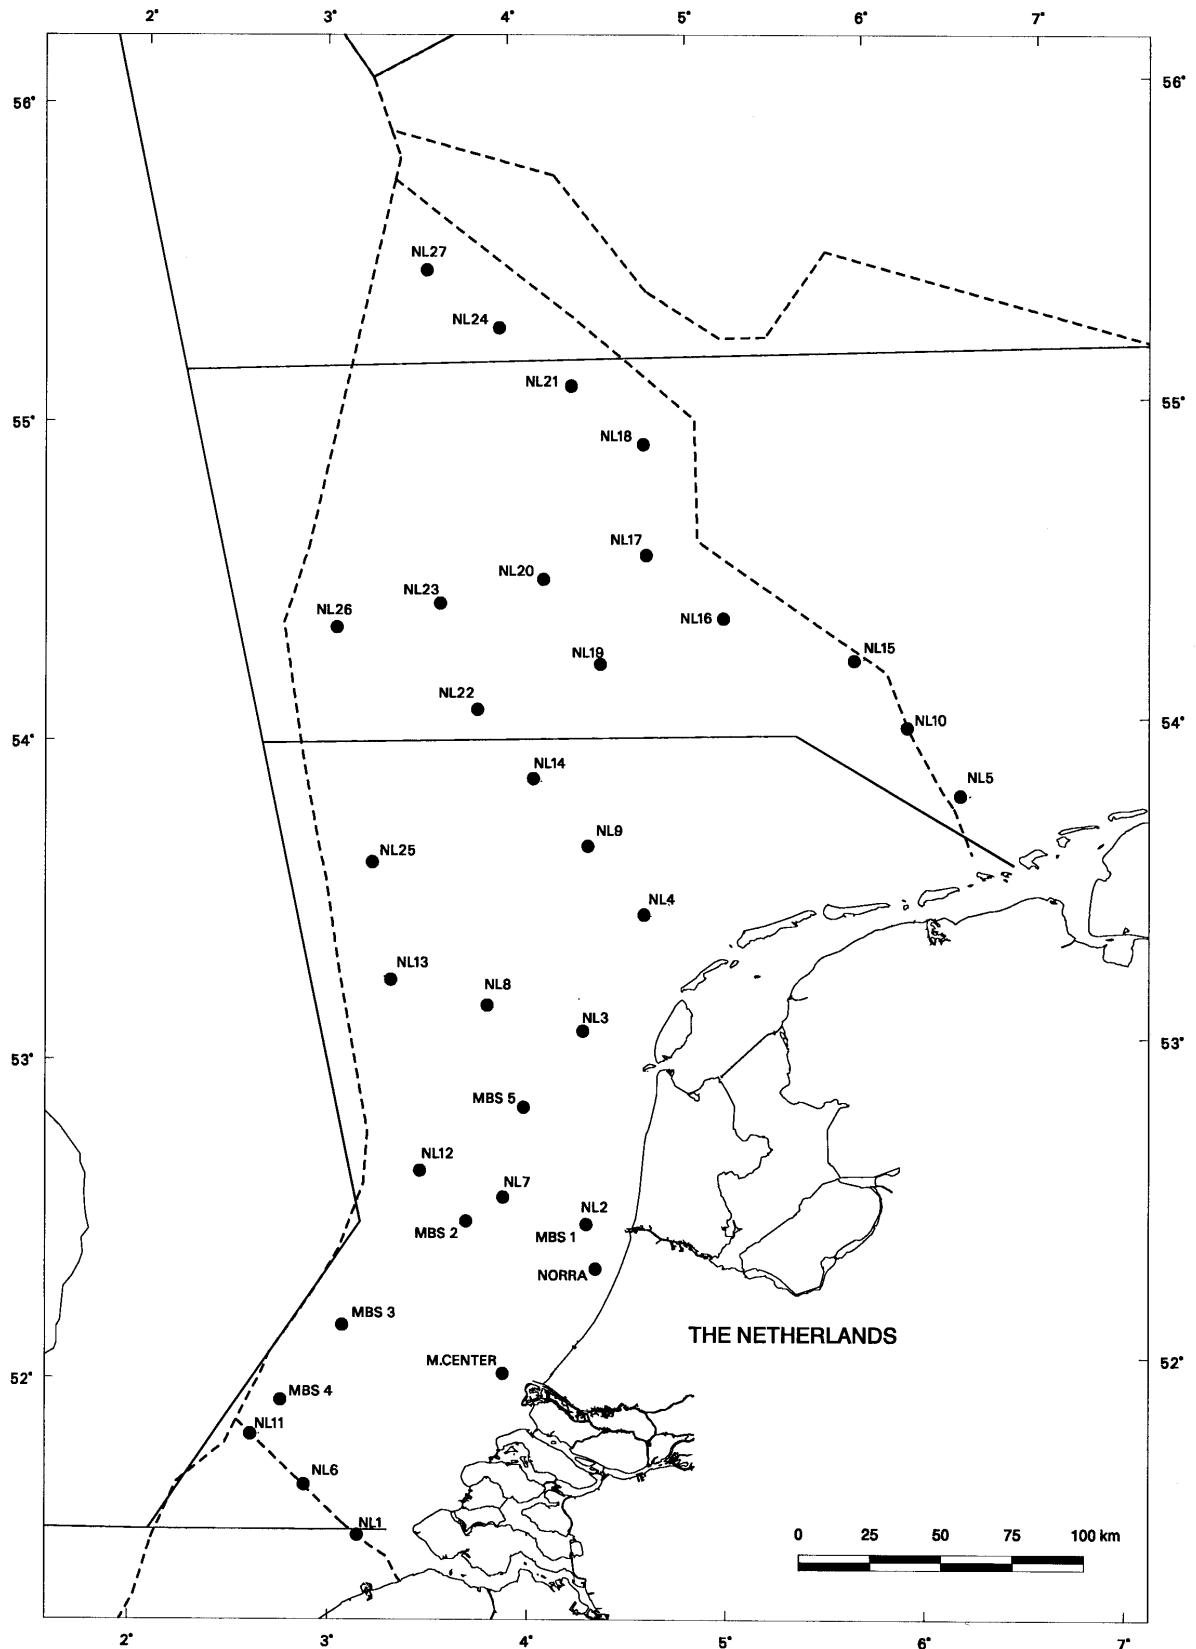 2° 3° 4° 5° 6° 7°
56° 56°
NL27
NL24
NL21
55° 55°
NL18
NL17
NL20
NL23
NL26
NL16
NL15
NL19
NL22
NL10
54° 54°
NL14
NL5
NL9
NL25
NL4
NL13
NL8
NL3
53° 53°
MBS 5
NL12
NL7
NL2
MBS 2 MBS 1
NORRA
MBS 3
THE NETHERLANDS
M.CENTER
52° 52°
MBS 4
NL11
NL6
NL1
0 25 50 75 100 km
2° 3° 4° 5° 6° 7°